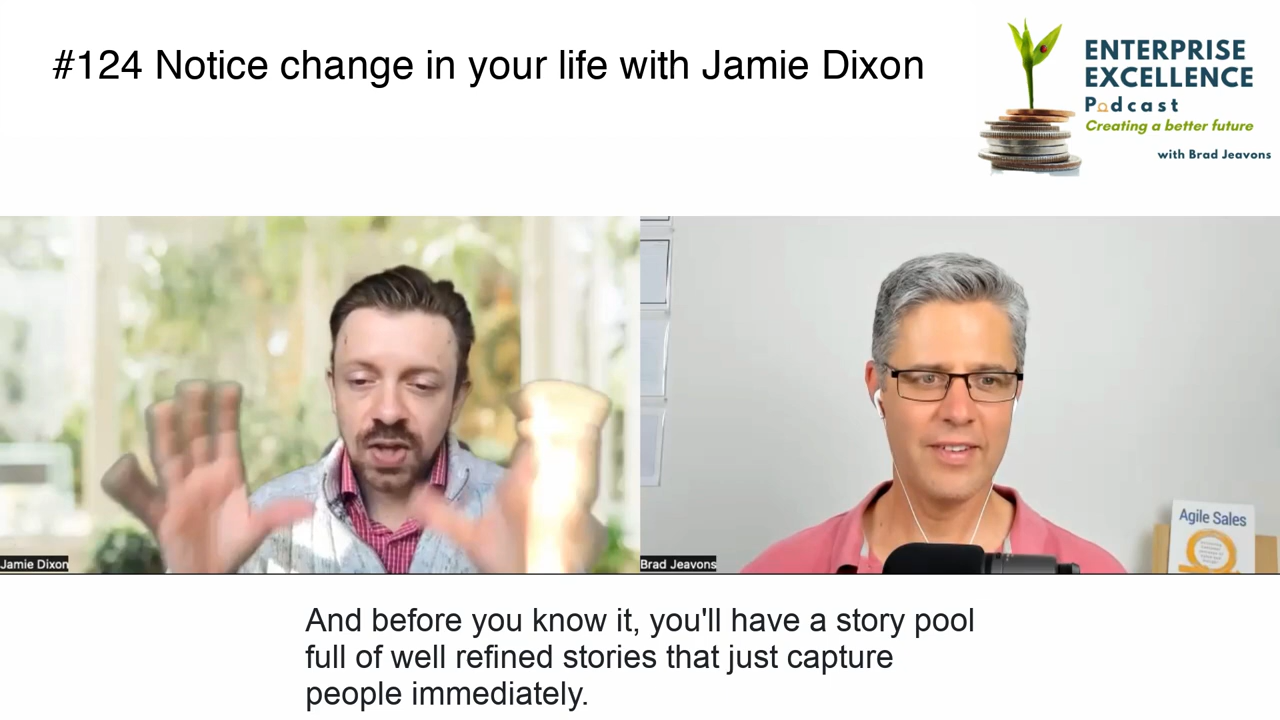 #124 Notice change in your life with Jamie Dixon
ENTERPRISE
EXCELLENCE
Podcast
Creating a better future
with Brad Jeavons
Agile Sales
Jamie Dixon
Brad Jeavons
And before you know it, you'll have a story pool
full of well refined stories that just capture
people immediately.